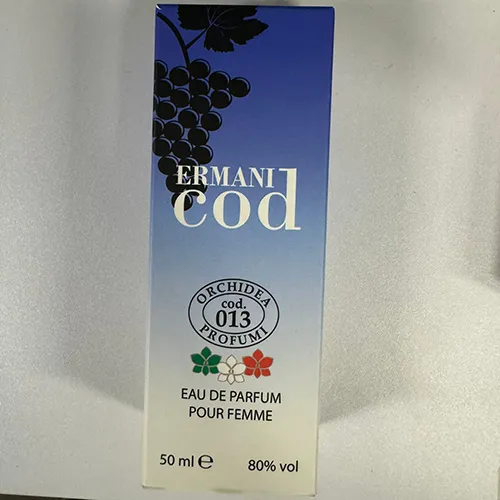 ERMANI
cod
ORCHIDEA
cod.
013
PROFUMI
EAU DE PARFUM
POUR FEMME
50 ml ℮ 80% vol